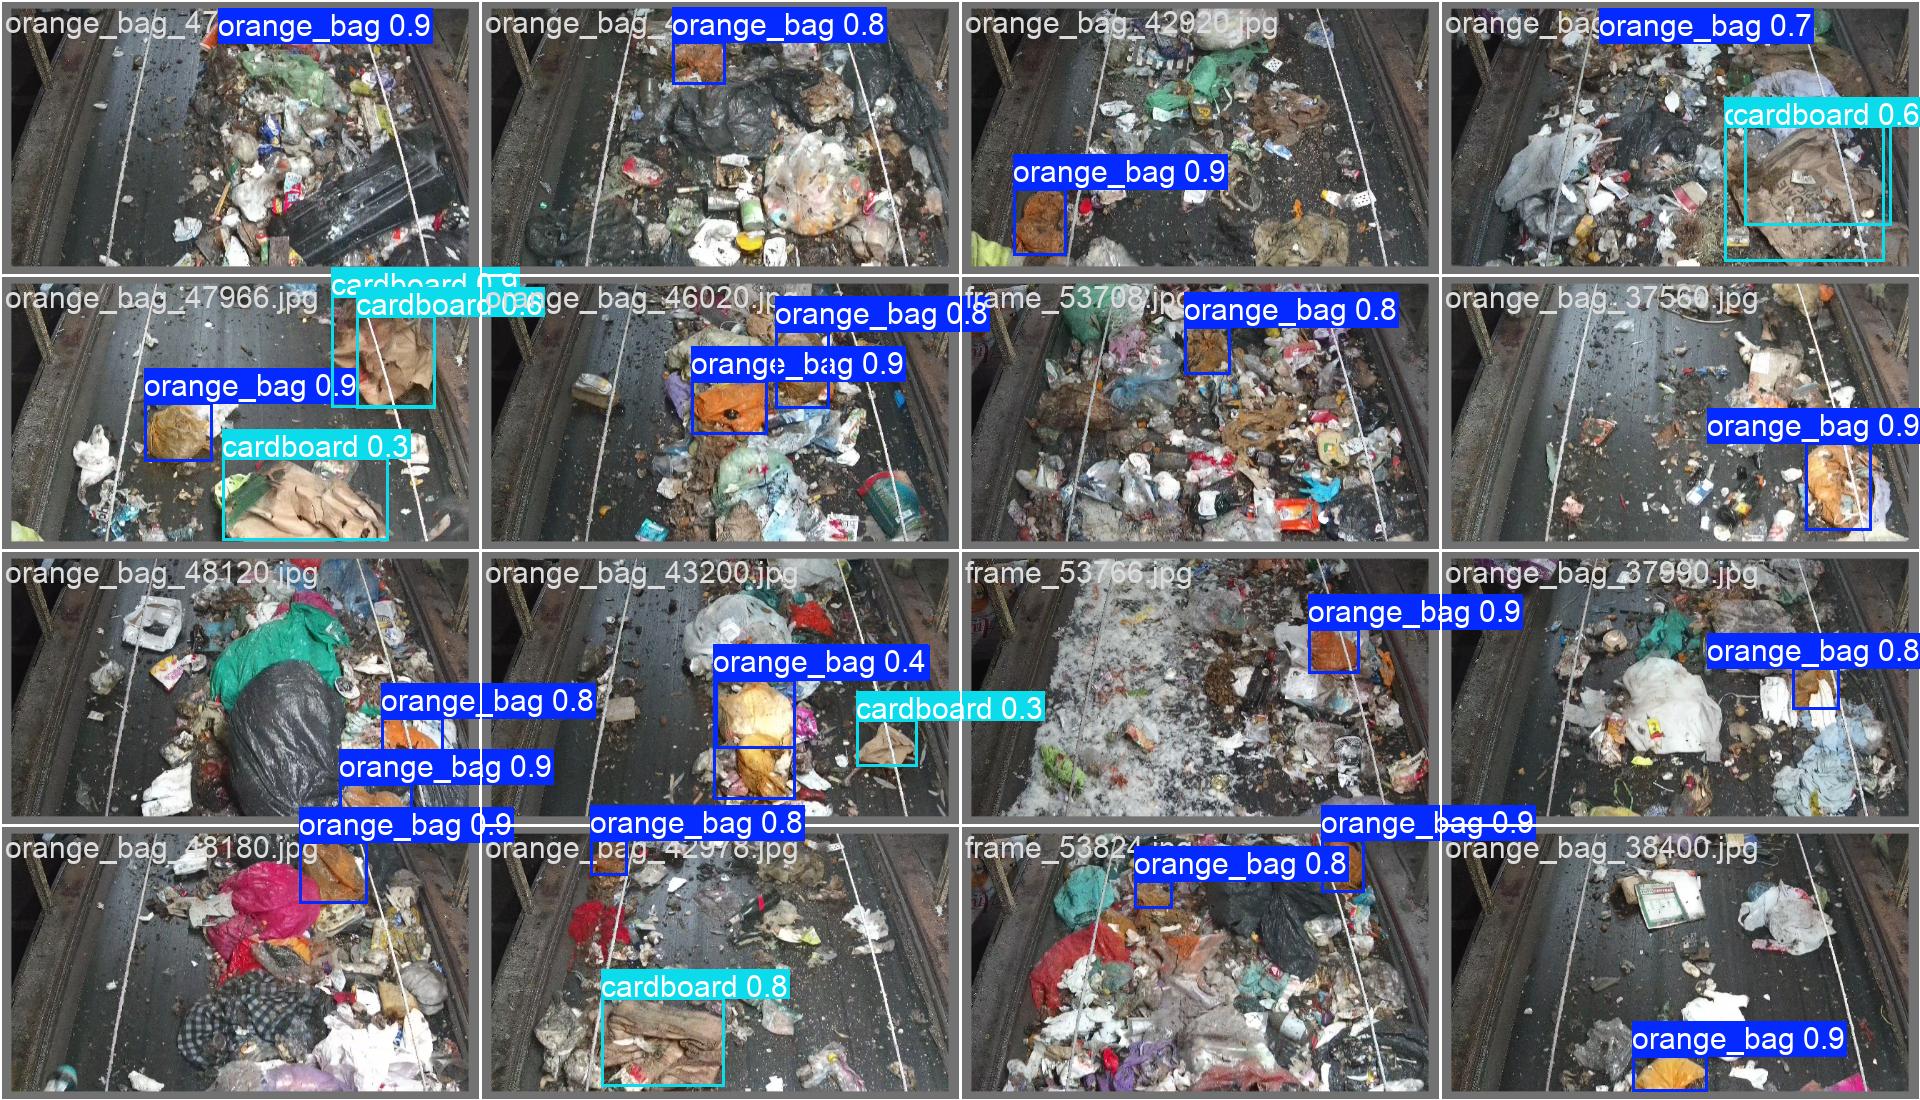 orange_bag_47
orange_bag 0.9
orange_bag_4
orange_bag 0.8
orange_bag_42920.jpg
orange_bag 0.9
orange_bag
orange_bag 0.7
cardboard 0.6
orange_bag_47966.jpg
cardboard 0.9
cardboard 0.6
orange_bag 0.9
cardboard 0.3
orange_bag_46020.jpg
orange_bag 0.8
orange_bag 0.9
frame_53708.jpg
orange_bag 0.8
orange_bag_37560.jpg
orange_bag 0.9
orange_bag_48120.jpg
orange_bag 0.8
orange_bag 0.9
orange_bag_43200.jpg
orange_bag 0.4
cardboard 0.3
frame_53766.jpg
orange_bag 0.9
orange_bag_37990.jpg
orange_bag 0.8
orange_bag_48180.jpg
orange_bag 0.9
orange_bag_42978.jpg
orange_bag 0.8
cardboard 0.8
frame_53824.jpg
orange_bag 0.9
orange_bag 0.8
orange_bag_38400.jpg
orange_bag 0.9